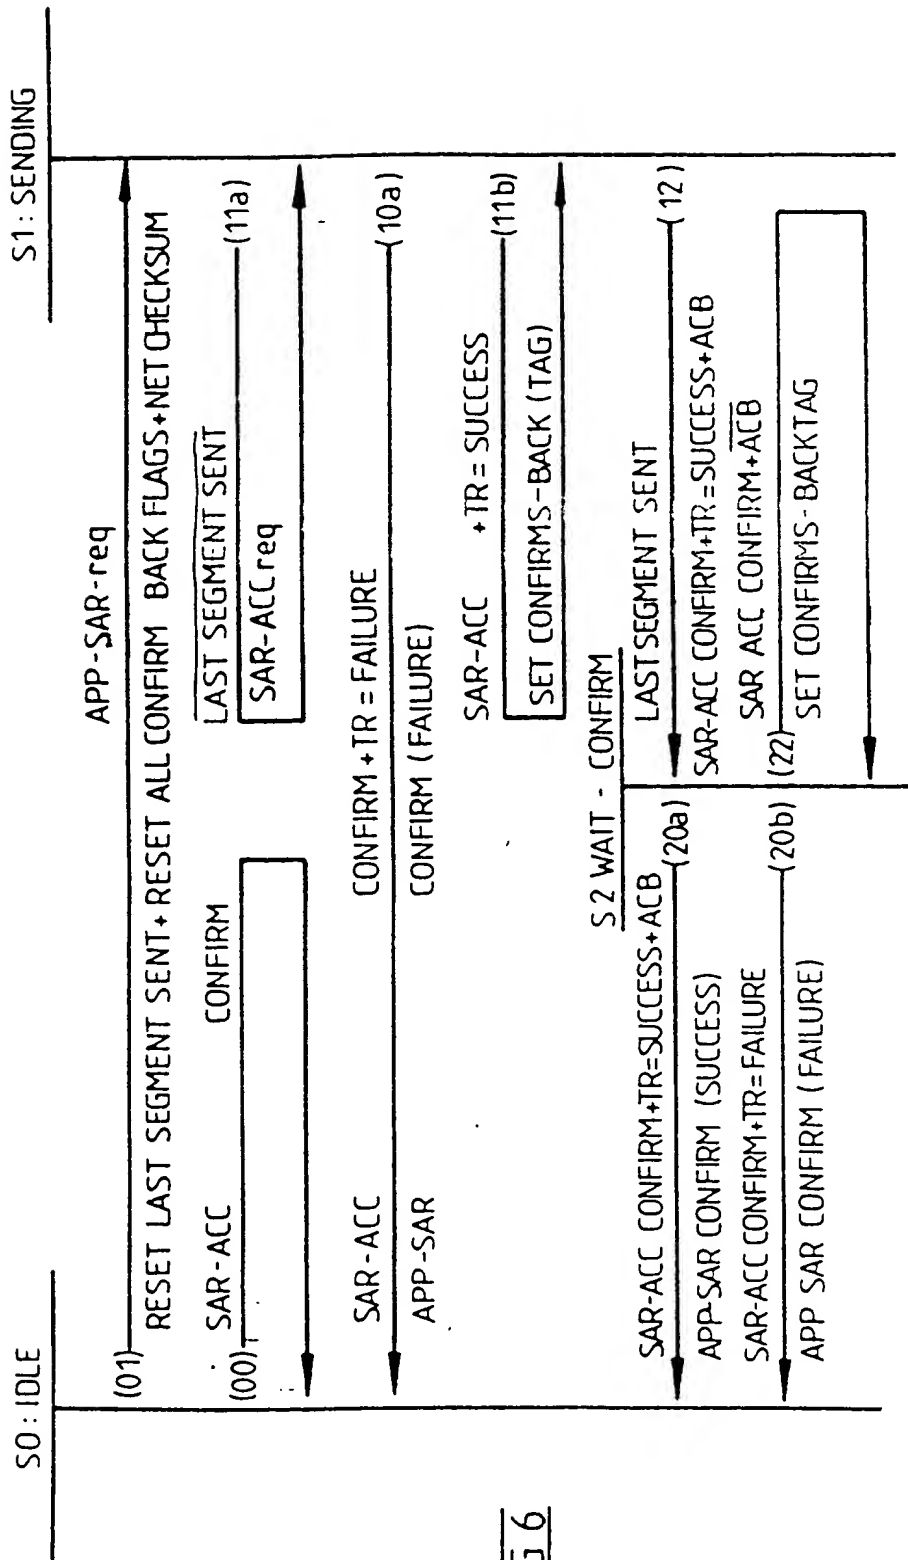 S0 : IDLE
S1 : SENDING
APP-SAR-req
(01)
RESET LAST SEGMENT SENT+ RESET ALL CONFIRM BACK FLAGS+NET CHECKSUM
SAR-ACC CONFIRM
(00)
LAST SEGMENT SENT
(11a)
SAR-ACC req
SAR-ACC CONFIRM+TR = FAILURE
(10a)
APP-SAR CONFIRM (FAILURE)
SAR-ACC +TR = SUCCESS
(11b)
SET CONFIRMS-BACK (TAG)
S2 WAIT - CONFIRM
LAST SEGMENT SENT
(12)
SAR-ACC CONFIRM+TR=SUCCESS+ACB
(20a)
APP-SAR CONFIRM (SUCCESS)
SAR-ACC CONFIRM+TR=SUCCESS+ACB
SAR ACC CONFIRM+ACB
(22)
SET CONFIRMS-BACKTAG
SAR-ACC CONFIRM+TR=FAILURE
(20b)
APP SAR CONFIRM (FAILURE)
6